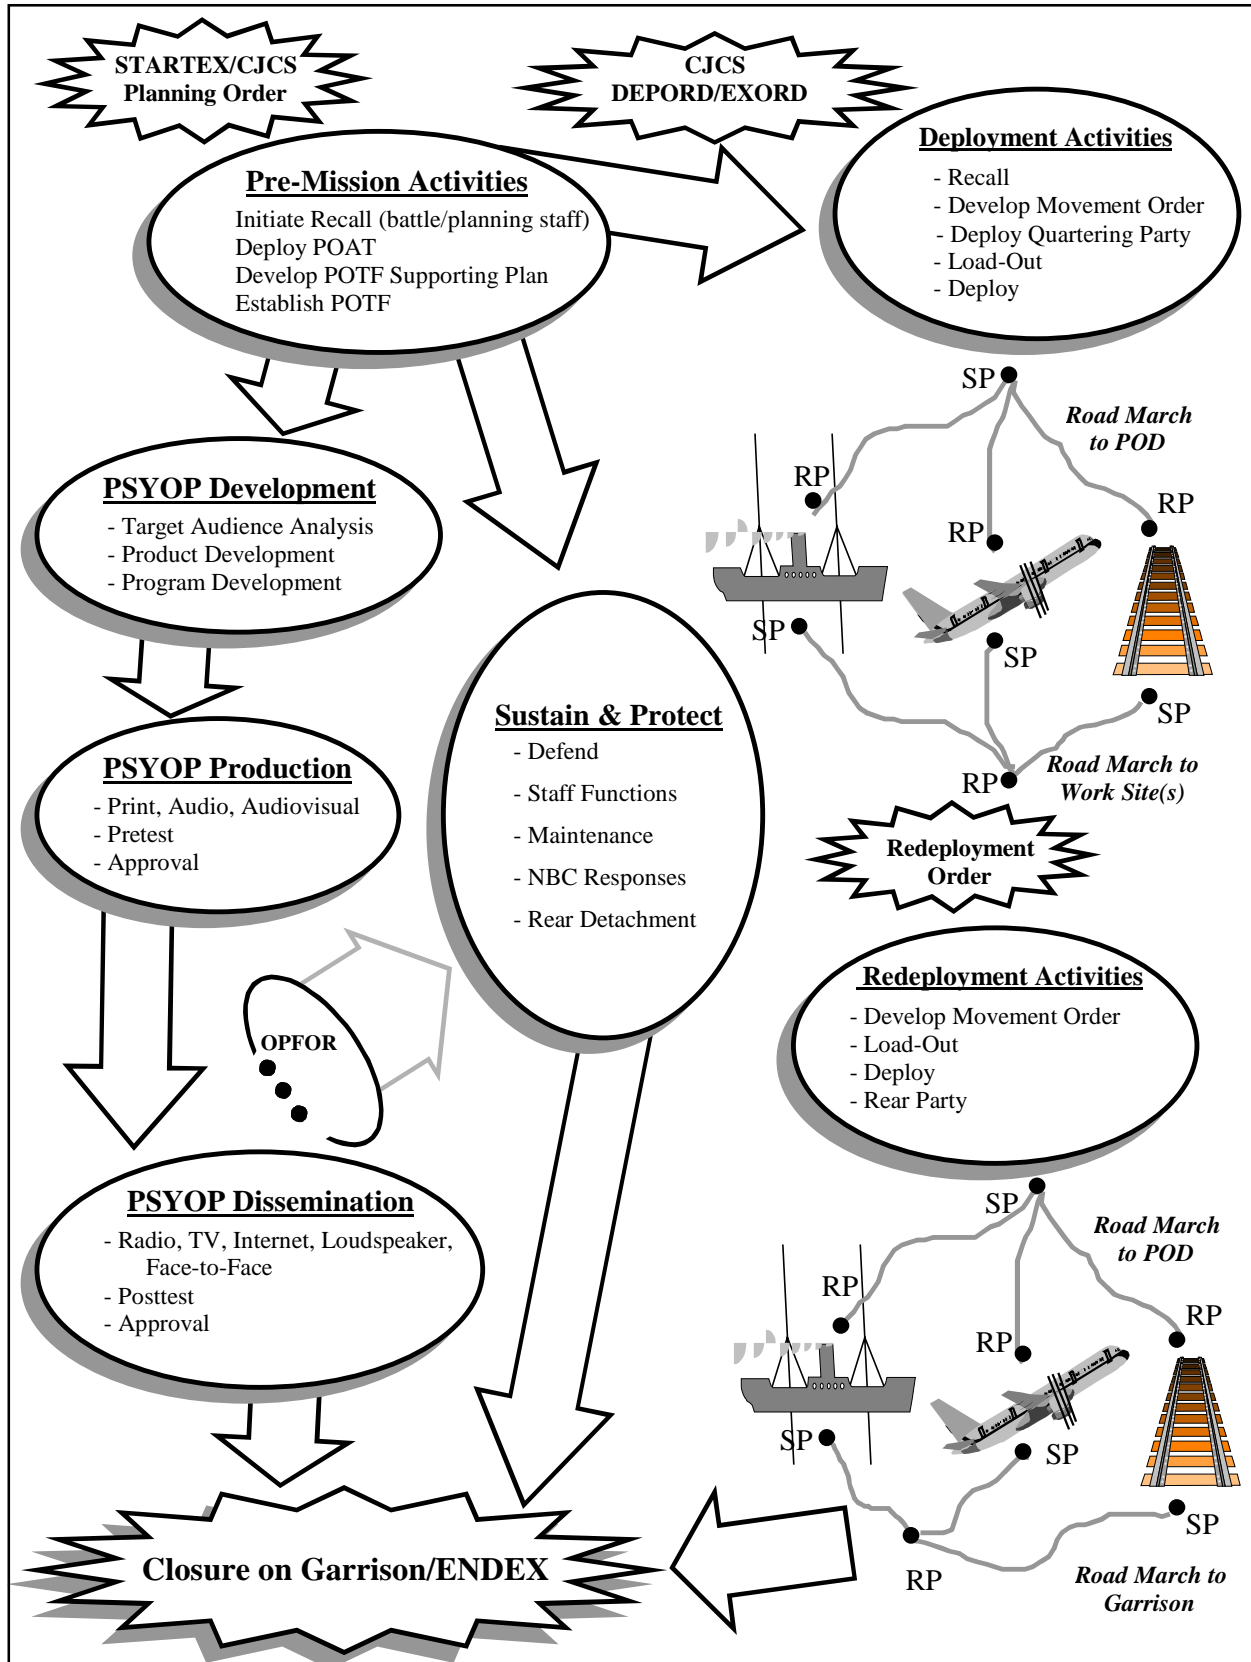 STARTEX/CJCS
Planning Order
CJCS
DEPORD/EXORD
Pre-Mission Activities
Initiate Recall (battle/planning staff)
Deploy POAT
Develop POTF Supporting Plan
Establish POTF
Deployment Activities
- Recall
- Develop Movement Order
- Deploy Quartering Party
- Load-Out
- Deploy
SP
Road March
to POD
RP
RP
RP
SP
SP
SP
RP
Road March to
Work Site(s)
PSYOP Development
- Target Audience Analysis
- Product Development
- Program Development
PSYOP Production
- Print, Audio, Audiovisual
- Pretest
- Approval
Sustain & Protect
- Defend
- Staff Functions
- Maintenance
- NBC Responses
- Rear Detachment
OPFOR
Redeployment
Order
Redeployment Activities
- Develop Movement Order
- Load-Out
- Deploy
- Rear Party
PSYOP Dissemination
- Radio, TV, Internet, Loudspeaker,
Face-to-Face
- Posttest
- Approval
SP
Road March
to POD
RP
RP
RP
SP
SP
SP
RP
Road March to
Garrison
Closure on Garrison/ENDEX